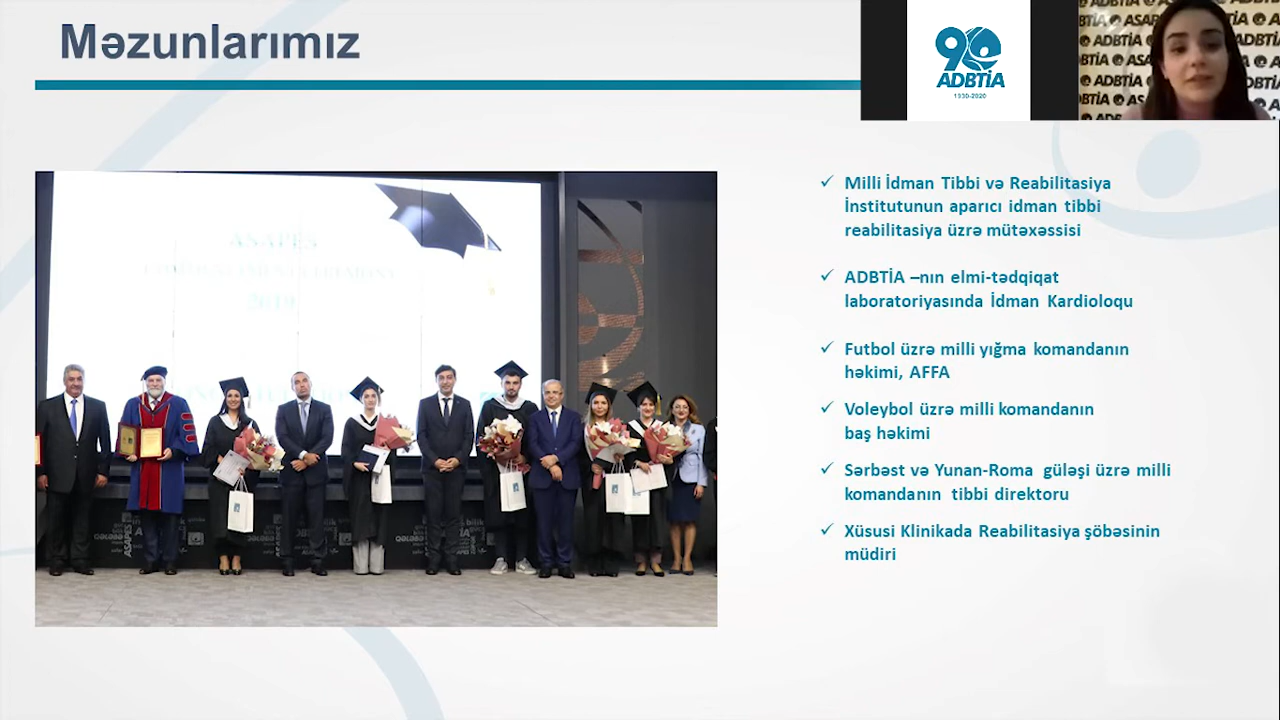 Məzunlarımız
90
ADBTİA
1930-2020
Milli İdman Tibbi və Reabilitasiya
İnstitutunun aparıcı idman tibbi
reabilitasiya üzrə mütəxəssisi
ADBTİA –nın elmi-tədqiqat
laboratoriyasında İdman Kardioloqu
Futbol üzrə milli yığma komandanın
həkimi, AFFA
Voleybol üzrə milli komandanın
baş həkimi
Sərbəst və Yunan-Roma güləşi üzrə milli
komandanın tibbi direktoru
Xüsusi Klinikada Reabilitasiya şöbəsinin
müdiri